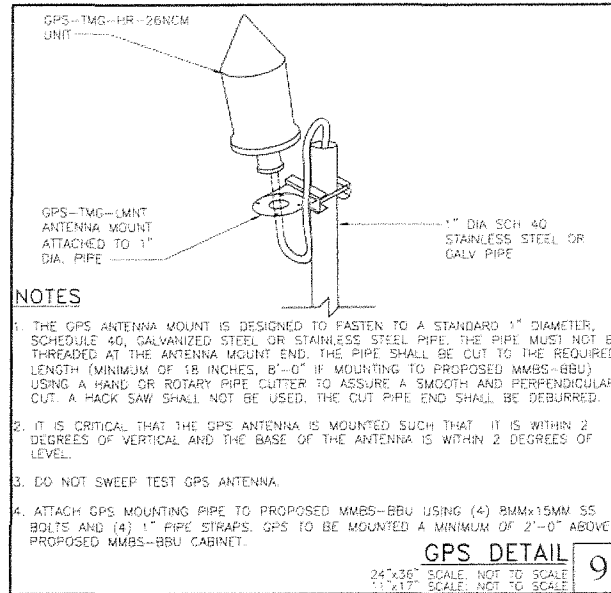 GPS-TMG-HR-26NCM
UNIT
GPS-TMG-LMNT
ANTENNA MOUNT
ATTACHED TO 1"
DIA. PIPE
1" DIA SCH 40
STAINLESS STEEL OR
GALV PIPE
NOTES
1. THE GPS ANTENNA MOUNT IS DESIGNED TO FASTEN TO A STANDARD 1" DIAMETER,
SCHEDULE 40, GALVANIZED STEEL OR STAINLESS STEEL PIPE. THE PIPE MUST NOT B
THREADED AT THE ANTENNA MOUNT END. THE PIPE SHALL BE CUT TO THE REQUIRED
LENGTH (MINIMUM OF 18 INCHES, 8'-0" IF MOUNTING TO PROPOSED MMBS-BBU)
USING A HAND OR ROTARY PIPE CUTTER TO ASSURE A SMOOTH AND PERPENDICULAR
CUT. A HACK SAW SHALL NOT BE USED. THE CUT PIPE END SHALL BE DEBURRED.
2. IT IS CRITICAL THAT THE GPS ANTENNA IS MOUNTED SUCH THAT IT IS WITHIN 2
DEGREES OF VERTICAL AND THE BASE OF THE ANTENNA IS WITHIN 2 DEGREES OF
LEVEL.
3. DO NOT SWEEP TEST GPS ANTENNA.
4. ATTACH GPS MOUNTING PIPE TO PROPOSED MMBS-BBU USING (4) 8MMx15MM SS
BOLTS AND (4) 1" PIPE STRAPS. GPS TO BE MOUNTED A MINIMUM OF 2'-0" ABOVE
PROPOSED MMBS-BBU CABINET.
GPS DETAIL
9
24"x36" SCALE: NOT TO SCALE
11"x17" SCALE: NOT TO SCALE